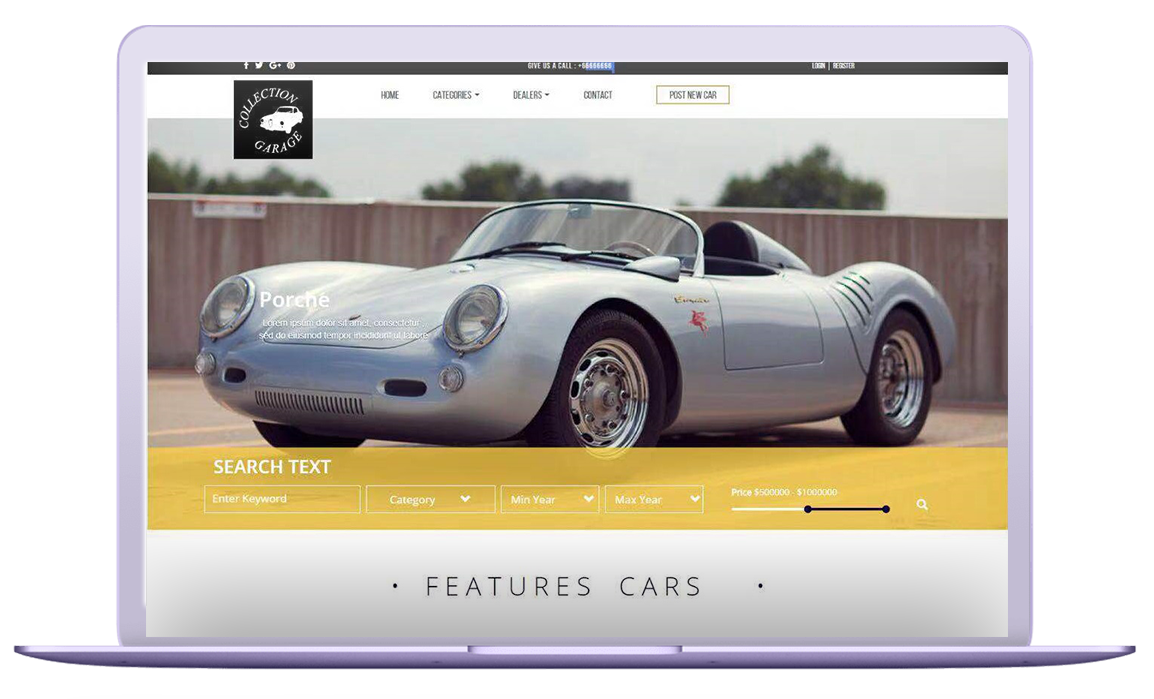 GIVE US A CALL : +66666666
LOGIN | REGISTER
COLLECTION
GARAGE
HOME
CATEGORIES
DEALERS
CONTACT
POST NEW CAR
Porche
Lorem ipsum dolor sit amet, consectetur
sed do eiusmod tempor incididunt ut labore
SEARCH TEXT
Enter Keyword
Category
Min Year
Max Year
Price $500000 - $1000000
• FEATURES CARS •